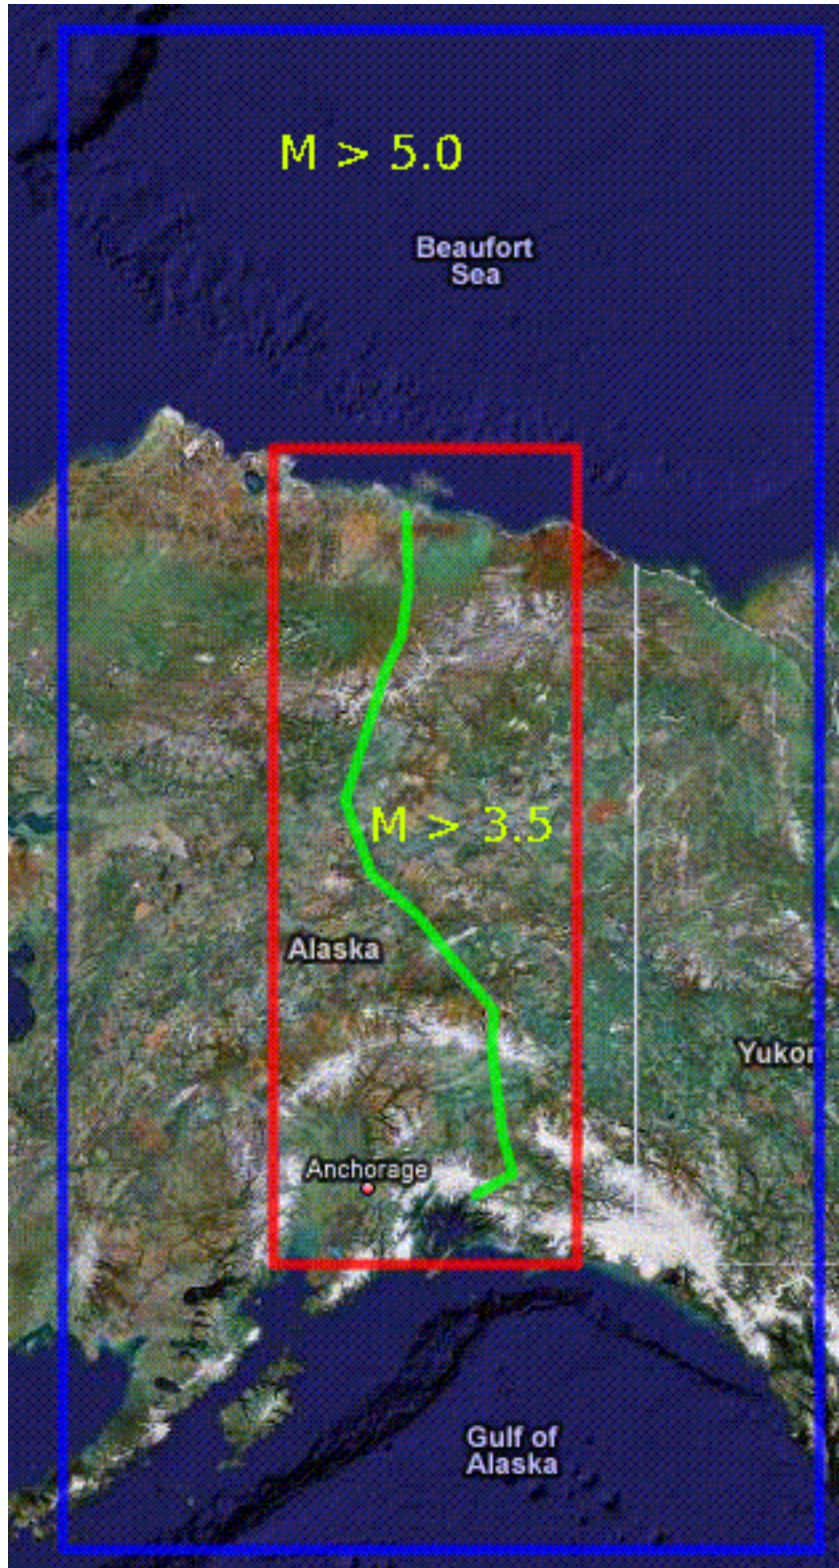 M > 5.0
Beaufort
Sea
M > 3.5
Alaska
Yukon
Anchorage
Gulf of
Alaska